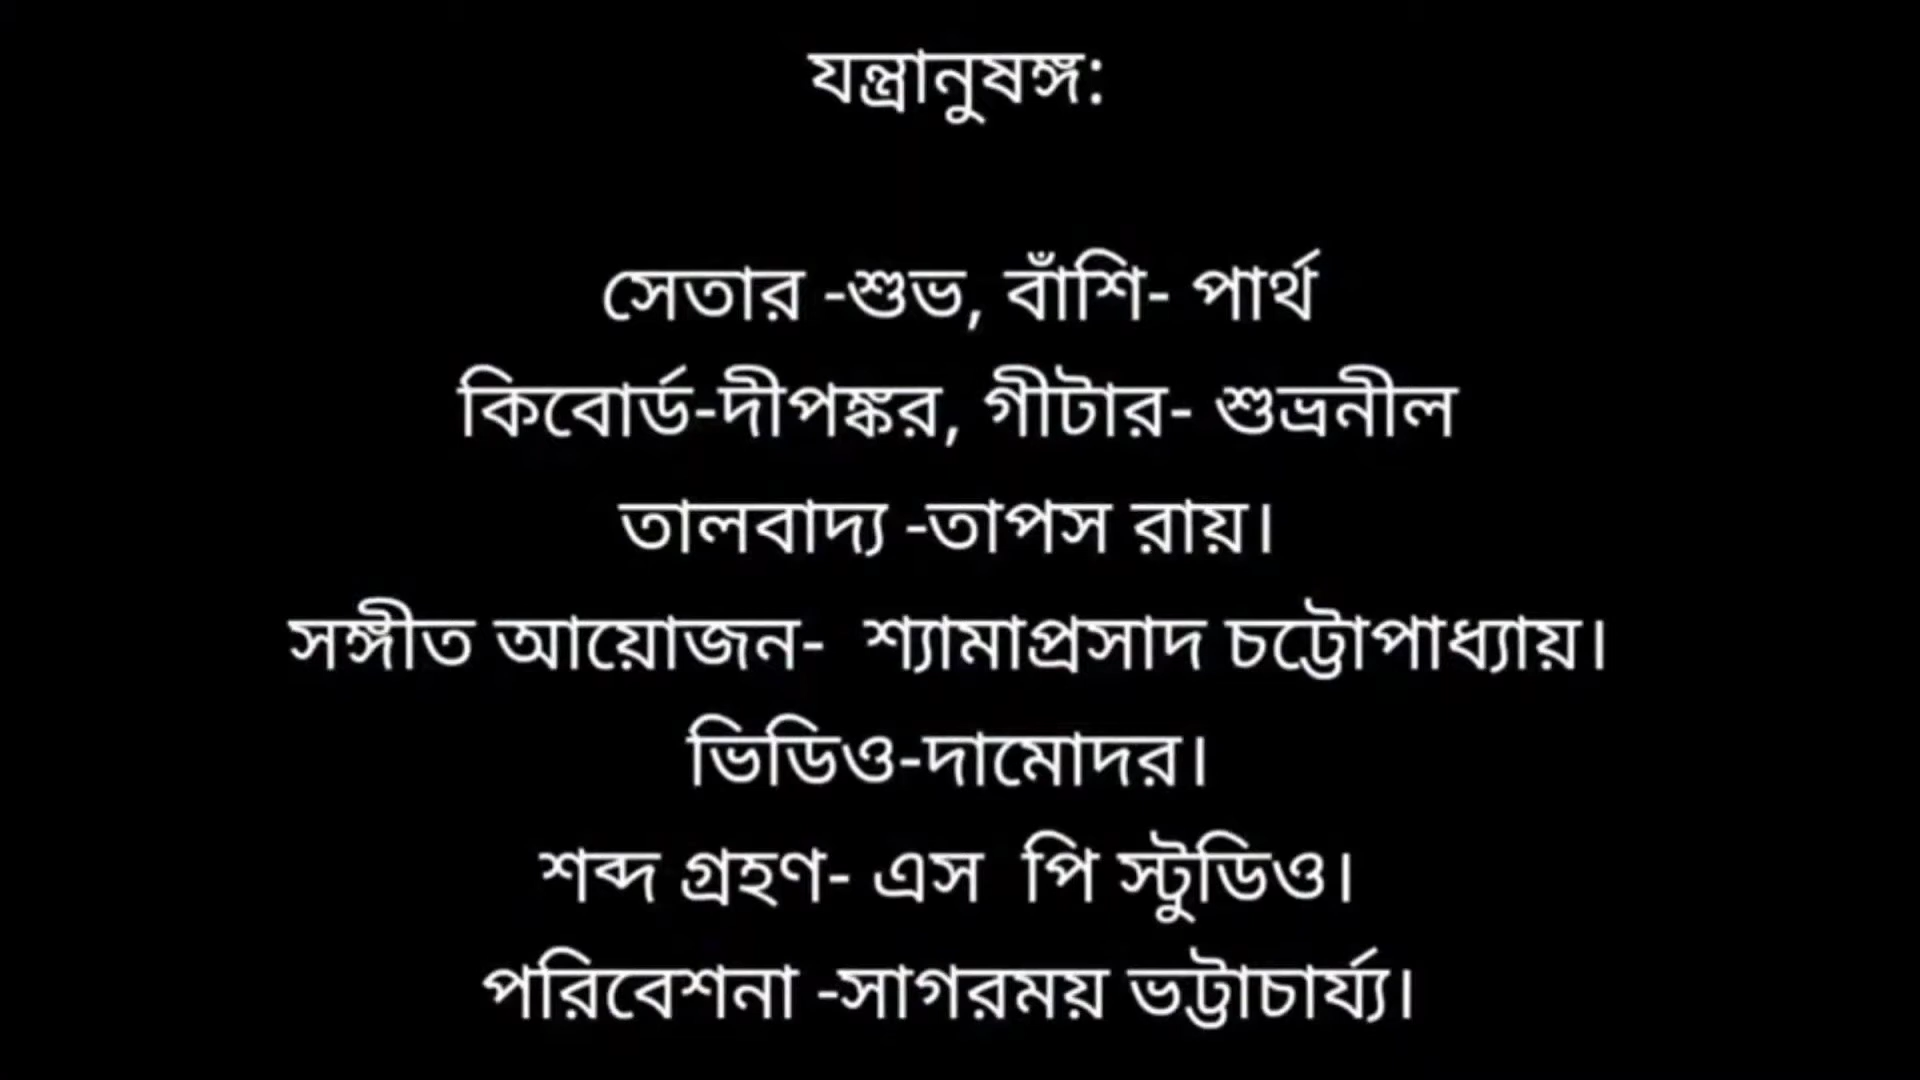 যন্ত্রানুষঙ্গ:
সেতার -শুভ, বাঁশি- পার্থ
কিবোর্ড-দীপঙ্কর, গীটার- শুভ্রনীল
তালবাদ্য -তাপস রায়।
সঙ্গীত আয়োজন-  শ্যামাপ্রসাদ চট্টোপাধ্যায়।
ভিডিও-দামোদর।
শব্দ গ্রহণ- এস  পি স্টুডিও।
পরিবেশনা -সাগরময় ভট্টাচার্য্য।